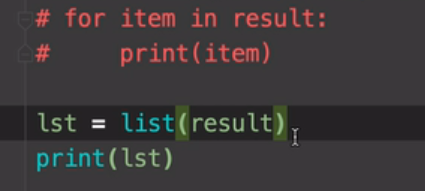 # for item in result:
#     print(item)
lst = list(result)
print(lst)